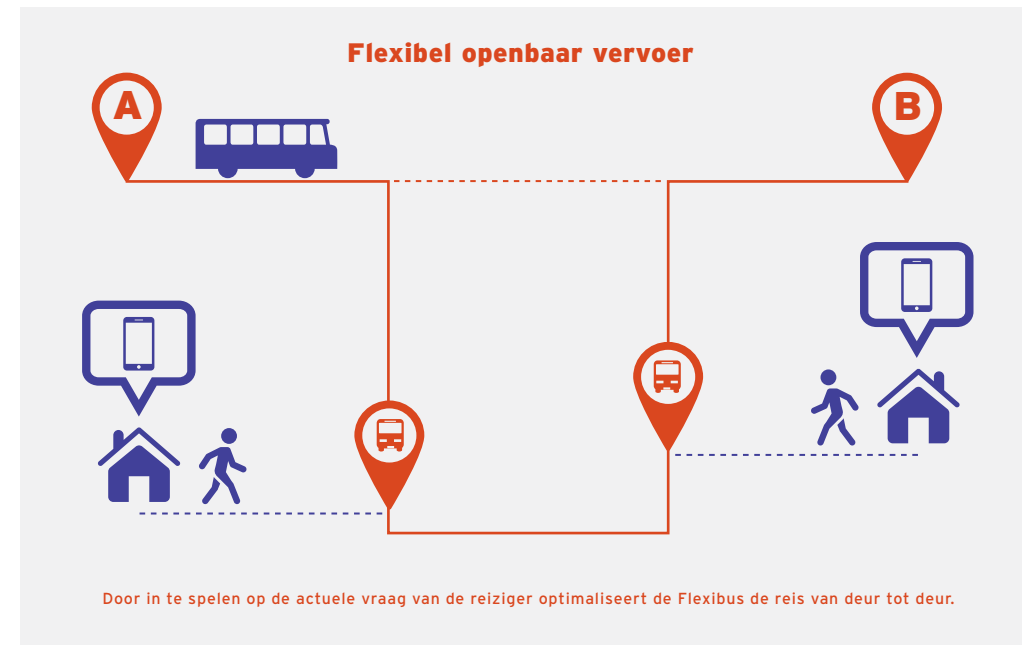 Flexibel openbaar vervoer
A
B
Door in te spelen op de actuele vraag van de reiziger optimaliseert de Flexibus de reis van deur tot deur.